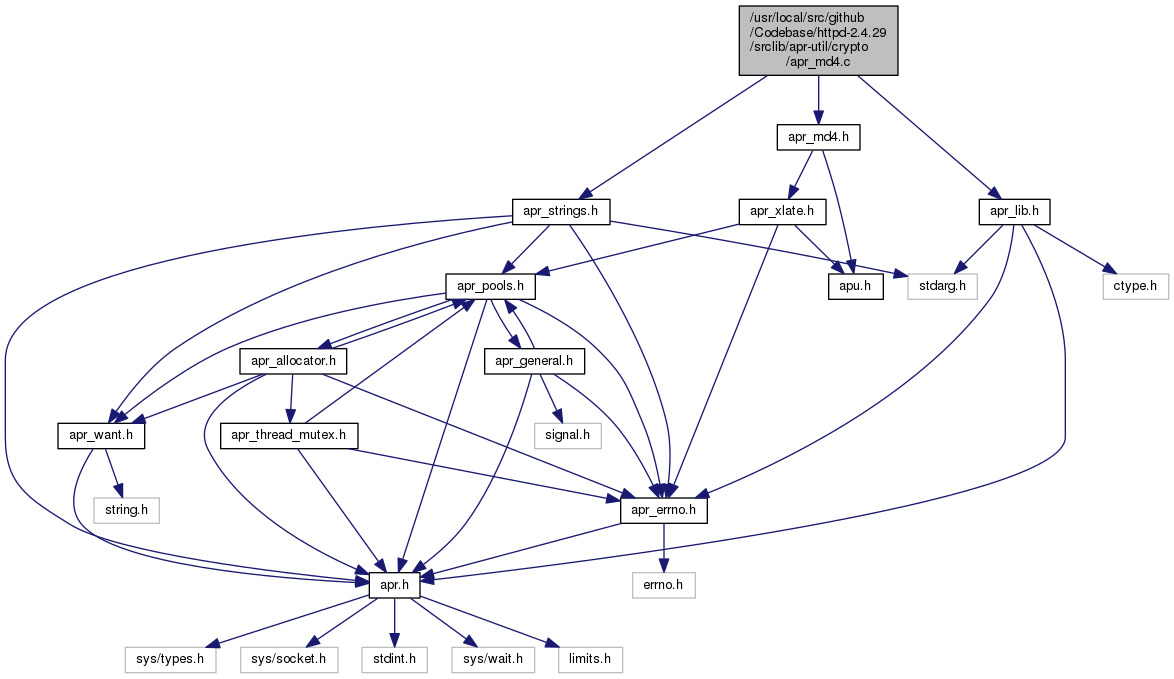 /usr/local/src/github
/Codebase/httpd-2.4.29
/srclib/apr-util/crypto
/apr_md4.c
apr_md4.h
apr_strings.h
apr_xlate.h
apr_lib.h
apr_pools.h
apu.h
stdarg.h
ctype.h
apr_allocator.h
apr_general.h
apr_want.h
apr_thread_mutex.h
signal.h
string.h
apr_errno.h
apr.h
errno.h
sys/types.h
sys/socket.h
stdint.h
sys/wait.h
limits.h